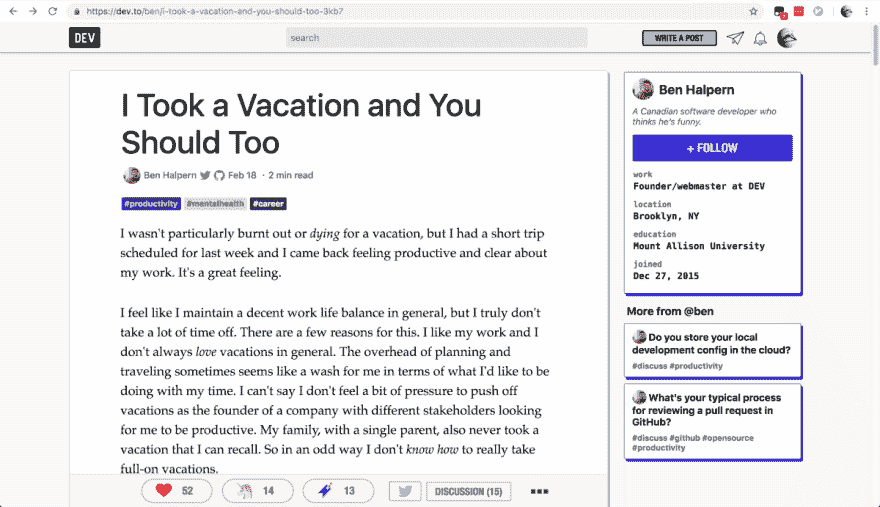 https://dev.to/ben/i-took-a-vacation-and-you-should-too-3kb7
DEV
search
WRITE A POST
I Took a Vacation and You
Should Too
Ben Halpern Feb 18 · 2 min read
#productivity #mentalhealth #career
I wasn't particularly burnt out or dying for a vacation, but I had a short trip
scheduled for last week and I came back feeling productive and clear about
my work. It's a great feeling.
I feel like I maintain a decent work life balance in general, but I truly don't
take a lot of time off. There are a few reasons for this. I like my work and I
don't always love vacations in general. The overhead of planning and
traveling sometimes seems like a wash for me in terms of what I'd like to be
doing with my time. I can't say I don't feel a bit of pressure to push off
vacations as the founder of a company with different stakeholders looking
for me to be productive. My family, with a single parent, also never took a
vacation that I can recall. So in an odd way I don't know how to really take
full-on vacations.
52
14
13
DISCUSSION (15)
Ben Halpern
A Canadian software developer who
thinks he's funny.
+ FOLLOW
work
Founder/webmaster at DEV
location
Brooklyn, NY
education
Mount Allison University
joined
Dec 27, 2015
More from @ben
Do you store your local
development config in the cloud?
#discuss #productivity
What's your typical process
for reviewing a pull request in
GitHub?
#discuss #github #opensource
#productivity